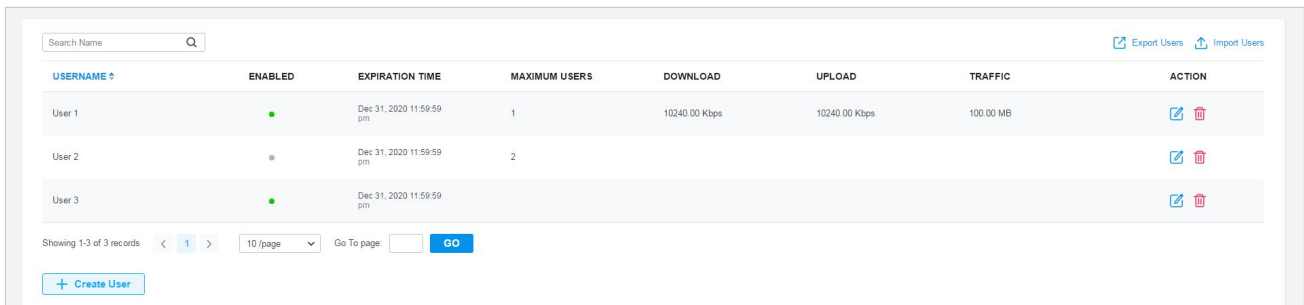 Search Name
Export Users Import Users
USERNAME ENABLED EXPIRATION TIME MAXIMUM USERS DOWNLOAD UPLOAD TRAFFIC ACTION
User 1 Dec 31, 2020 11:59:59 pm 1 10240.00 Kbps 10240.00 Kbps 100.00 MB
User 2 Dec 31, 2020 11:59:59 pm 2
User 3 Dec 31, 2020 11:59:59 pm
Showing 1-3 of 3 records < 1 > 10 /page Go To page: GO
+ Create User